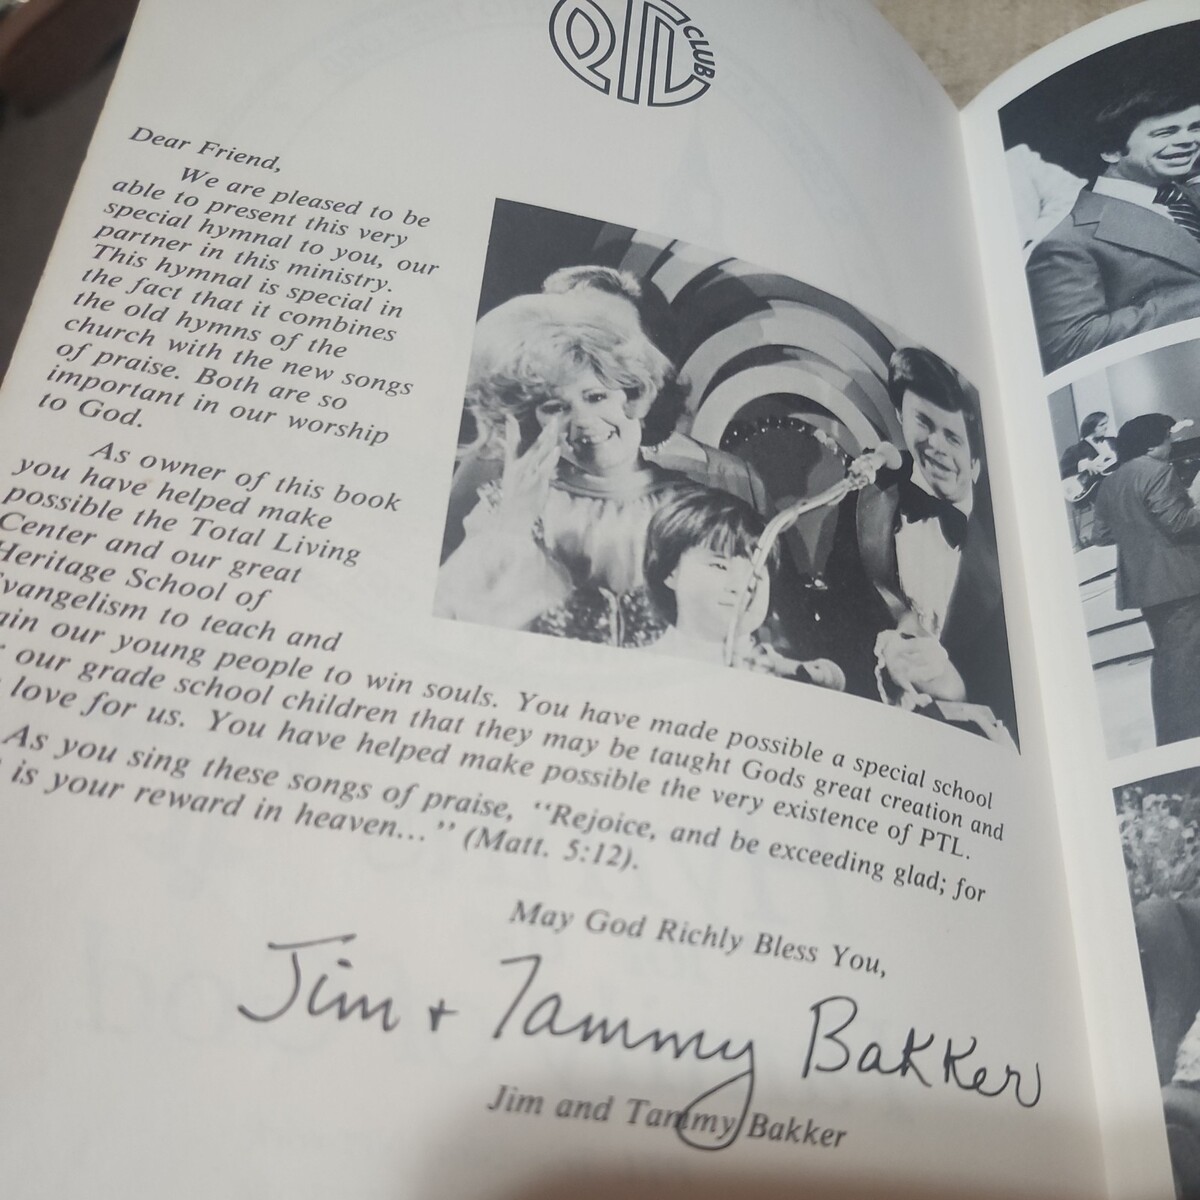 PTL CLUB
Dear Friend,
We are pleased to be
able to present this very
special hymnal to you, our
partner in this ministry.
This hymnal is special in
the fact that it combines
the old hymns of the
church with the new songs
of praise. Both are so
important in our worship
to God.
As owner of this book
you have helped make
possible the Total Living
Center and our great
Heritage School of
Evangelism to teach and
ain our young people to win souls. You have made possible a special school
our grade school children that they may be taught Gods great creation and
love for us. You have helped make possible the very existence of PTL.
As you sing these songs of praise, “Rejoice, and be exceeding glad; for
is your reward in heaven...” (Matt. 5:12).
May God Richly Bless You,
Jim + Tammy Bakker
Jim and Tammy Bakker